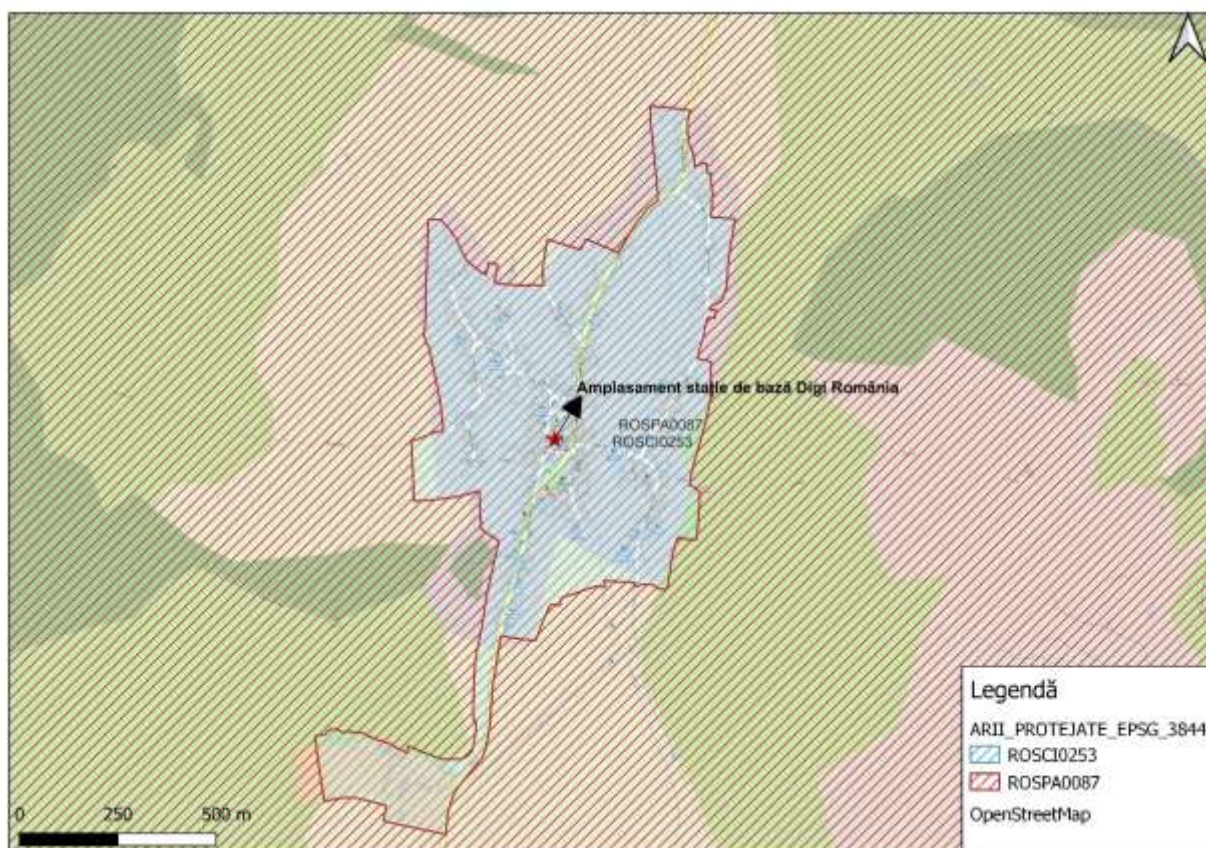 Amplasament stație de bază Digi România
ROSPA0087
ROSCI0253
Legendă
ARII_PROTEJATE_EPSG_3844
ROSCI0253
ROSPA0087
OpenStreetMap
0 250 500 m